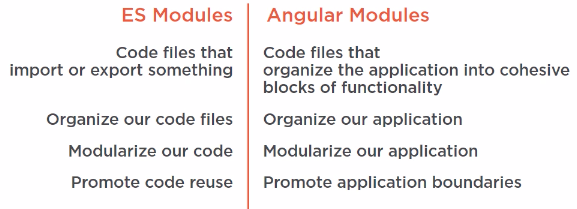 ES Modules
Angular Modules
Code files that
import or export something
Code files that
organize the application into cohesive
blocks of functionality
Organize our code files
Organize our application
Modularize our code
Modularize our application
Promote code reuse
Promote application boundaries